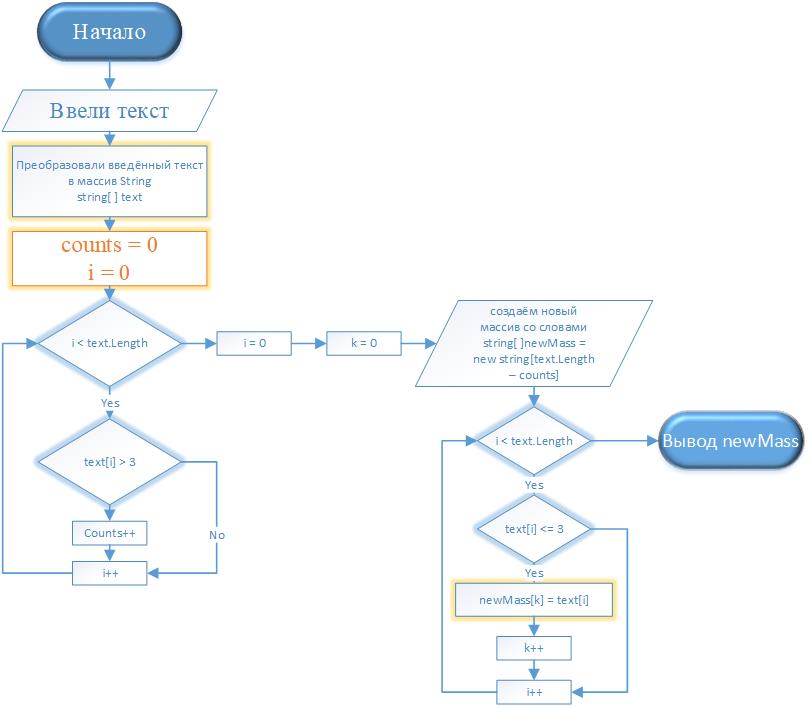 Начало
Ввели текст
Преобразовали введённый текст
в массив String
string[ ] text
counts = 0
i = 0
i < text.Length
Yes
text[i] > 3
No
Counts++
i++
i = 0
k = 0
создаём новый
массив со словами
string[ ]newMass =
new string[text.Length
– counts]
i < text.Length
Вывод newMass
Yes
text[i] <= 3
Yes
newMass[k] = text[i]
k++
i++